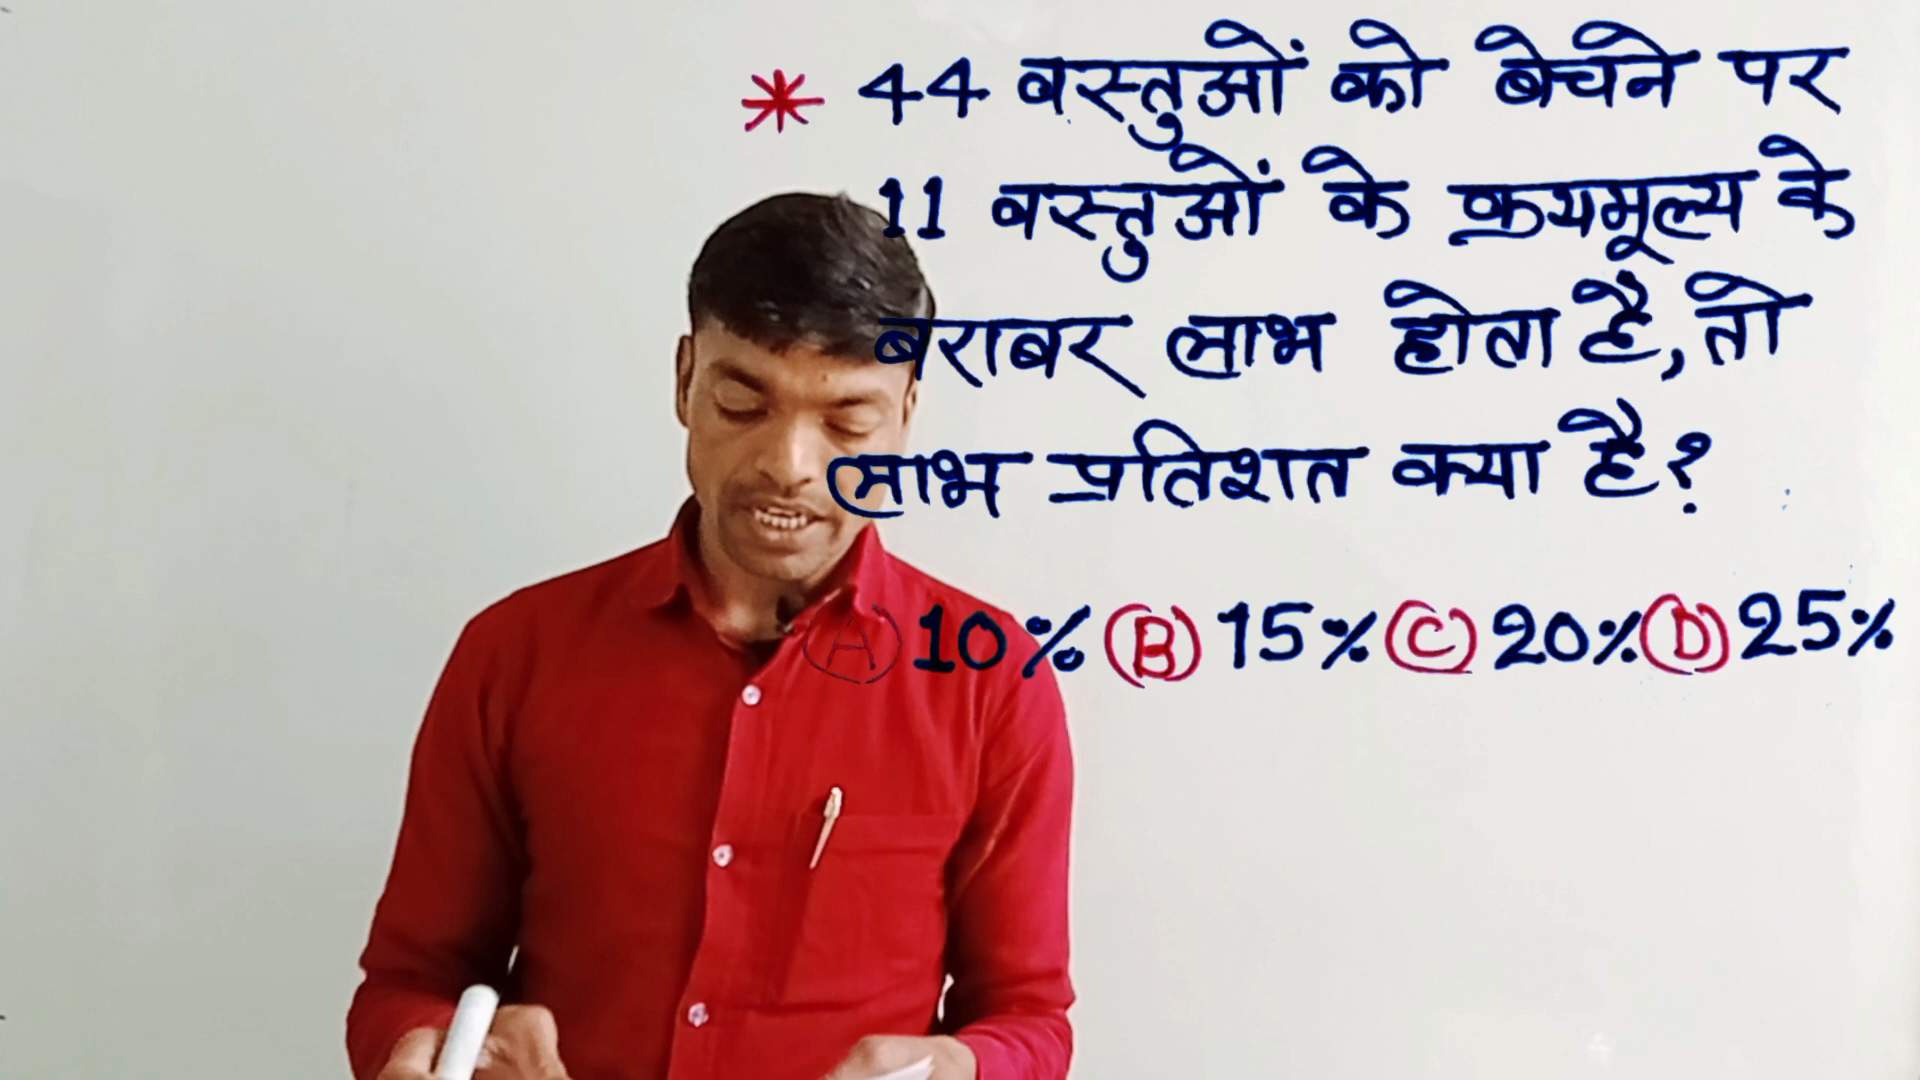 * 44 वस्तुओं को बेचने पर
11 वस्तुओं के क्रयमूल्य के
बराबर लाभ होता है, तो
लाभ प्रतिशत क्या है?
(A) 10% (B) 15% (C) 20% (D) 25%